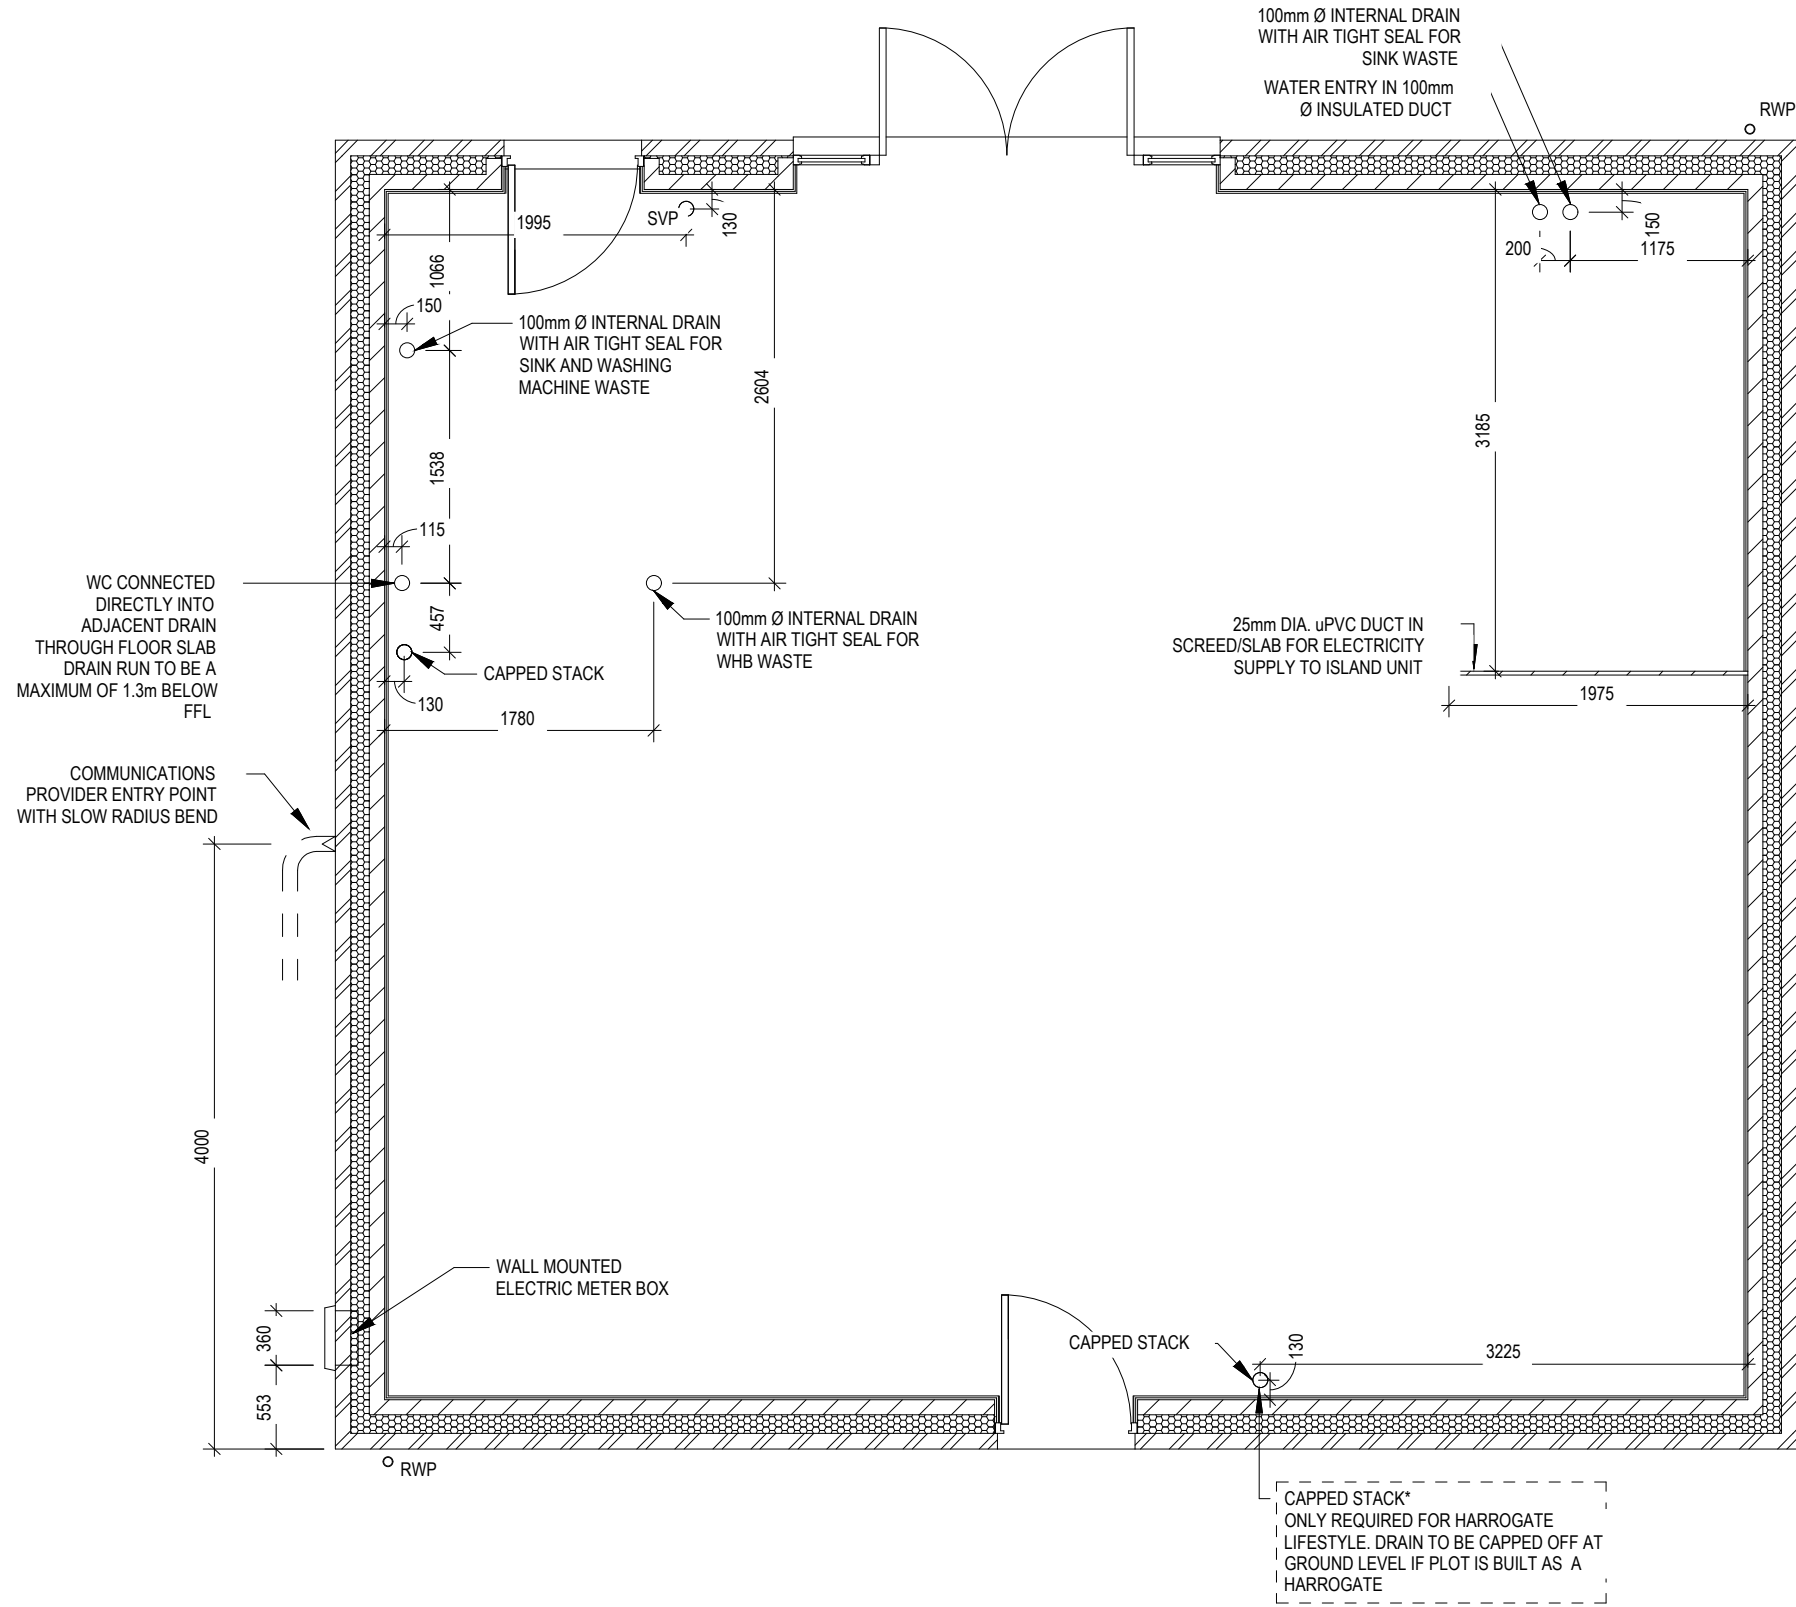 100mm Ø INTERNAL DRAIN
WITH AIR TIGHT SEAL FOR
SINK WASTE
WATER ENTRY IN 100mm
Ø INSULATED DUCT
RWP
SVP
1995
130
1066
150
200
1175
150
100mm Ø INTERNAL DRAIN
WITH AIR TIGHT SEAL FOR
SINK AND WASHING
MACHINE WASTE
2604
3185
1538
115
WC CONNECTED
DIRECTLY INTO
ADJACENT DRAIN
THROUGH FLOOR SLAB
DRAIN RUN TO BE A
MAXIMUM OF 1.3m BELOW
FFL
457
100mm Ø INTERNAL DRAIN
WITH AIR TIGHT SEAL FOR
WHB WASTE
CAPPED STACK
130
1780
25mm DIA. uPVC DUCT IN
SCREED/SLAB FOR ELECTRICITY
SUPPLY TO ISLAND UNIT
1975
COMMUNICATIONS
PROVIDER ENTRY POINT
WITH SLOW RADIUS BEND
4000
WALL MOUNTED
ELECTRIC METER BOX
360
553
CAPPED STACK
130
3225
RWP
CAPPED STACK*
ONLY REQUIRED FOR HARROGATE
LIFESTYLE. DRAIN TO BE CAPPED OFF AT
GROUND LEVEL IF PLOT IS BUILT AS A
HARROGATE